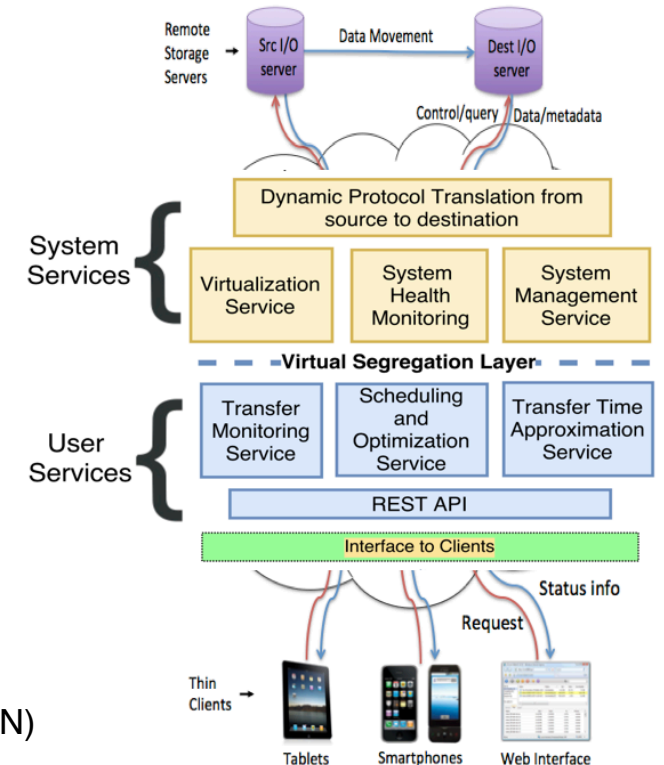 Remote
Storage
Servers
Src I/O
server
Data Movement
Dest I/O
server
Control/query
Data/metadata
System
Services
Dynamic Protocol Translation from
source to destination
Virtualization
Service
System
Health
Monitoring
System
Management
Service
Virtual Segregation Layer
User
Services
Transfer
Monitoring
Service
Scheduling
and
Optimization
Service
Transfer Time
Approximation
Service
REST API
Interface to Clients
Status info
Request
Thin
Clients
N)
Tablets
Smartphones
Web Interface